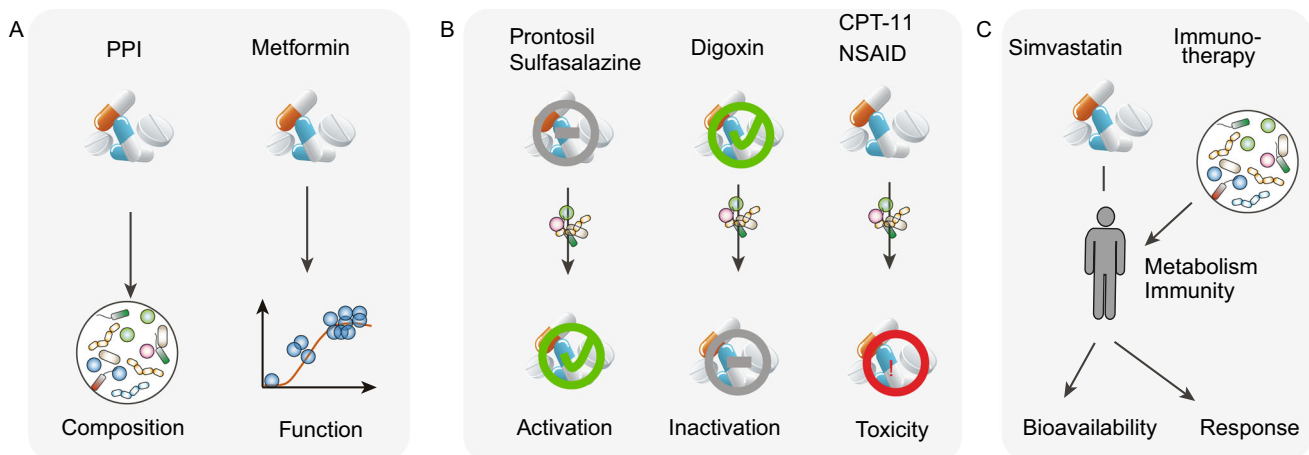 A
PPI
Metformin
Composition
Function
B
Prontosil
Sulfasalazine
Digoxin
CPT-11
NSAID
!
Activation
Inactivation
Toxicity
C
Simvastatin
Immuno-
therapy
Metabolism
Immunity
Bioavailability
Response